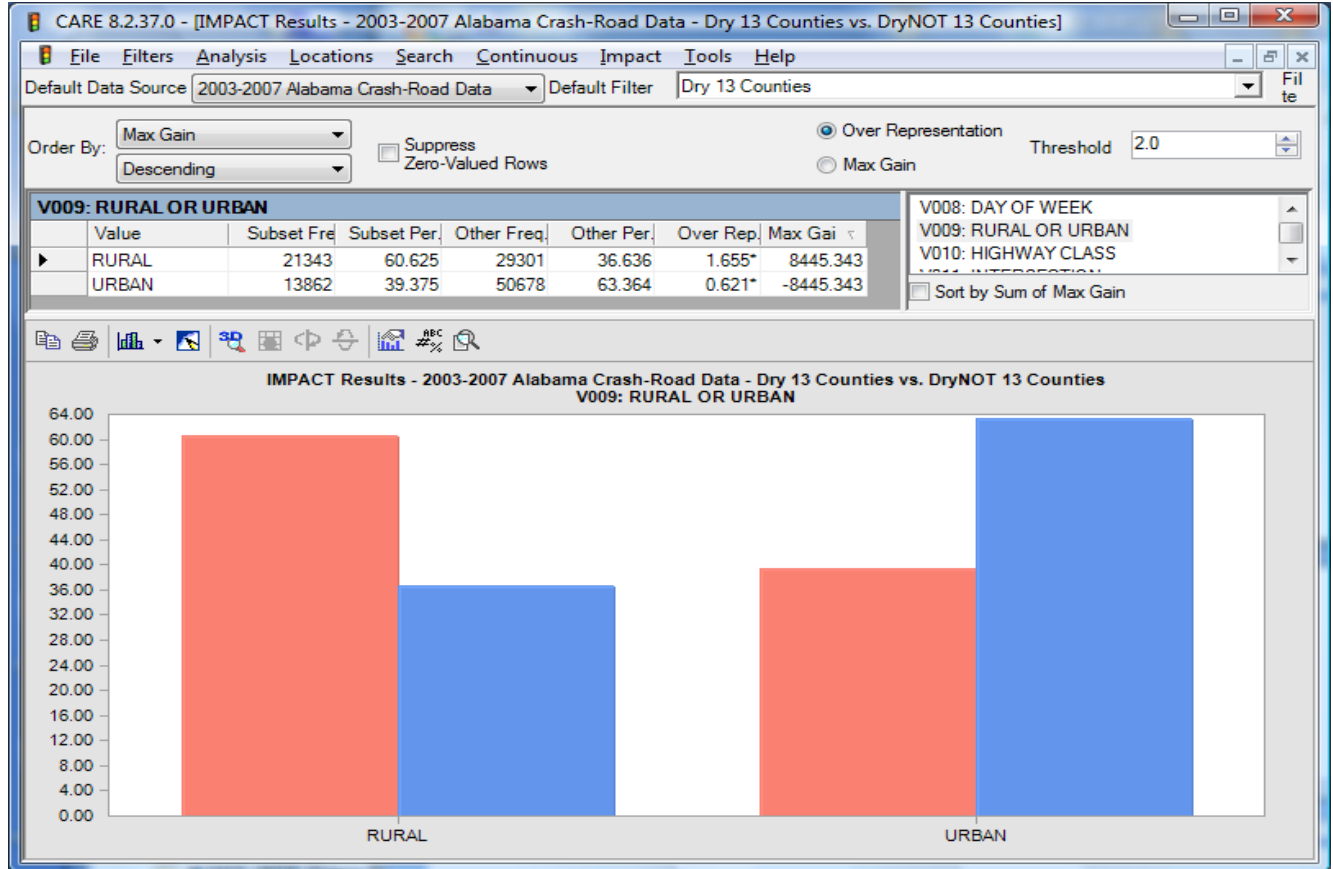 CARE 8.2.37.0 - [IMPACT Results - 2003-2007 Alabama Crash-Road Data - Dry 13 Counties vs. DryNOT 13 Counties]
File Filters Analysis Locations Search Continuous Impact Tools Help
Default Data Source 2003-2007 Alabama Crash-Road Data Default Filter Dry 13 Counties Fil
te
Order By: Max Gain
Descending
Suppress
Zero-Valued Rows
Over Representation
Max Gain
Threshold 2.0
V009: RURAL OR URBAN
Value Subset Fre Subset Per. Other Freq. Other Per. Over Rep. Max Gai
RURAL 21343 60.625 29301 36.636 1.655* 8445.343
URBAN 13862 39.375 50678 63.364 0.621* -8445.343
V008: DAY OF WEEK
V009: RURAL OR URBAN
V010: HIGHWAY CLASS
Sort by Sum of Max Gain
3D
ABC
#%
IMPACT Results - 2003-2007 Alabama Crash-Road Data - Dry 13 Counties vs. DryNOT 13 Counties
V009: RURAL OR URBAN
64.00
60.00
56.00
52.00
48.00
44.00
40.00
36.00
32.00
28.00
24.00
20.00
16.00
12.00
8.00
4.00
0.00
RURAL URBAN